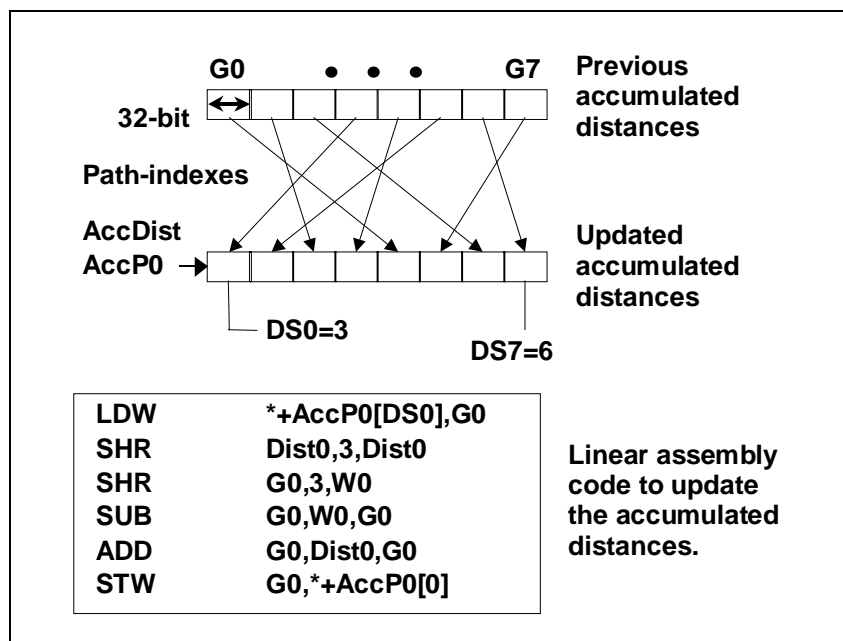 G0 • • • G7
Previous
accumulated
distances
32-bit
Path-indexes
AccDist
AccP0
Updated
accumulated
distances
DS0=3
DS7=6
LDW *+AccP0[DS0],G0
SHR Dist0,3,Dist0
SHR G0,3,W0
SUB G0,W0,G0
ADD G0,Dist0,G0
STW G0,*+AccP0[0]
Linear assembly
code to update
the accumulated
distances.